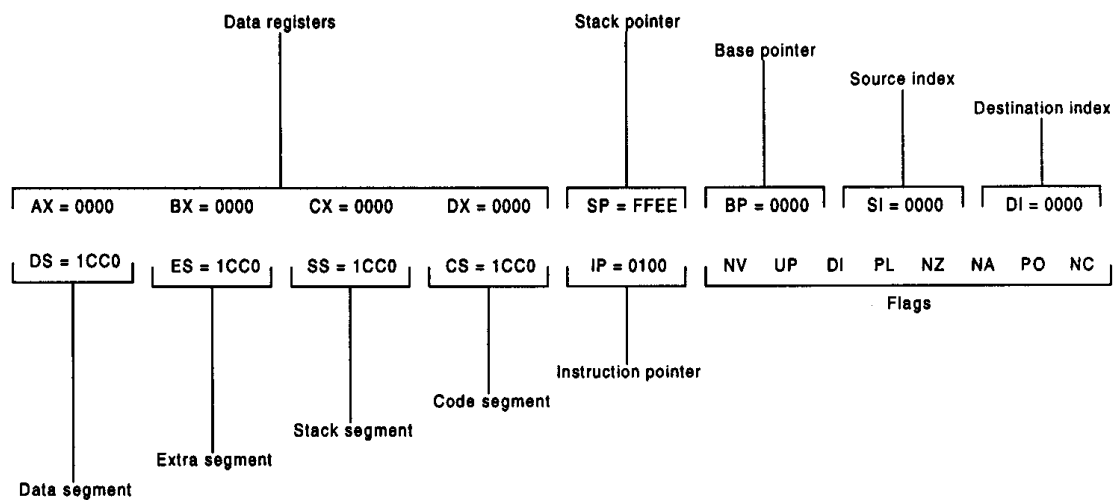 Data registers
Stack pointer
Base pointer
Source index
Destination index
AX = 0000 BX = 0000 CX = 0000 DX = 0000 SP = FFEE BP = 0000 SI = 0000 DI = 0000
DS = 1CC0 ES = 1CC0 SS = 1CC0 CS = 1CC0 IP = 0100 NV UP DI PL NZ NA PO NC
Flags
Instruction pointer
Code segment
Stack segment
Extra segment
Data segment